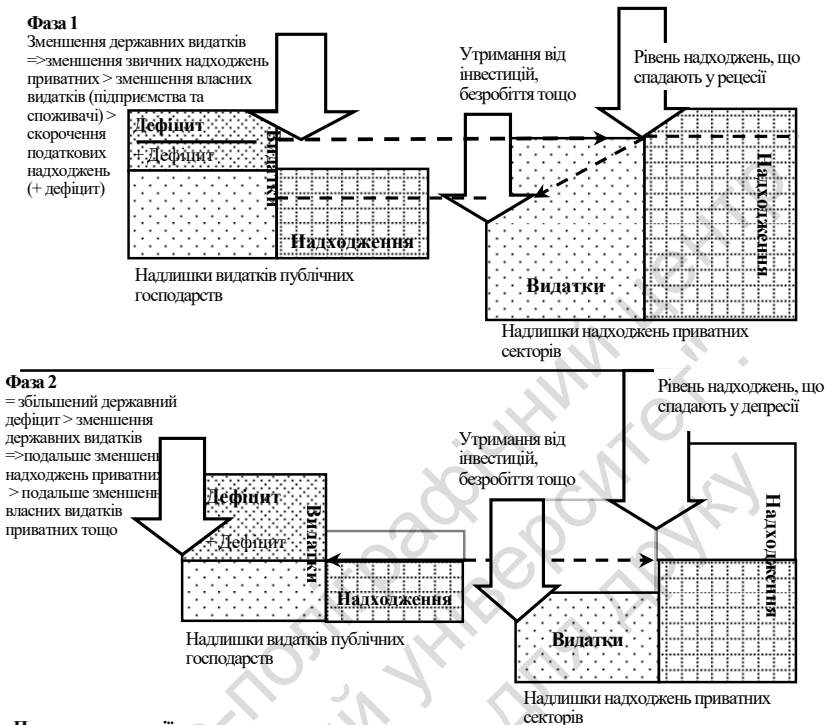 Фаза 1
Зменшення державних видатків
=>зменшення звичних надходжень
приватних > зменшення власних
видатків (підприємства та
споживачі) >
скорочення
податкових
надходжень
(+ дефіцит)
Дефіцит
+ Дефіцит
Видатки
Надходження
Надлишки видатків публічних
господарств
Утримання від
інвестицій,
безробіття тощо
Рівень надходжень, що
спадають у рецесії
Видатки
Надходження
Надлишки надходжень приватних
секторів
Фаза 2
= збільшений державний
дефіцит > зменшення
державних видатків
=>подальше зменшен
надходжень приватни
> подальше зменшенн
власних видатків
приватних тощо
Дефіцит
+ Дефіцит
Видатки
Надходження
Надлишки видатків публічних
господарств
Утримання від
інвестицій,
безробіття тощо
Рівень надходжень, що
спадають у депресії
Видатки
Надходження
Надлишки надходжень приватних
секторів